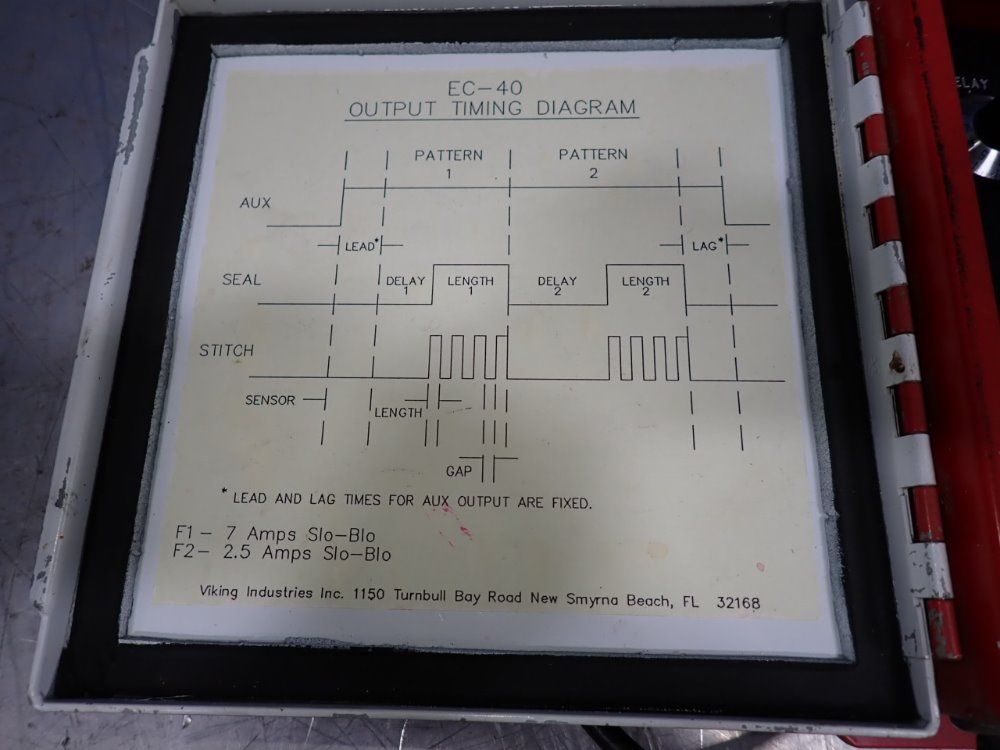 EC-40
OUTPUT TIMING DIAGRAM
PATTERN PATTERN
1 2
AUX
LEAD* LAG*
SEAL DELAY LENGTH DELAY LENGTH
1 1 2 2
STITCH
SENSOR
LENGTH
GAP
* LEAD AND LAG TIMES FOR AUX OUTPUT ARE FIXED.
F1- 7 Amps Slo-Blo
F2- 2.5 Amps Slo-Blo
Viking Industries Inc. 1150 Turnbull Bay Road New Smyrna Beach, FL 32168